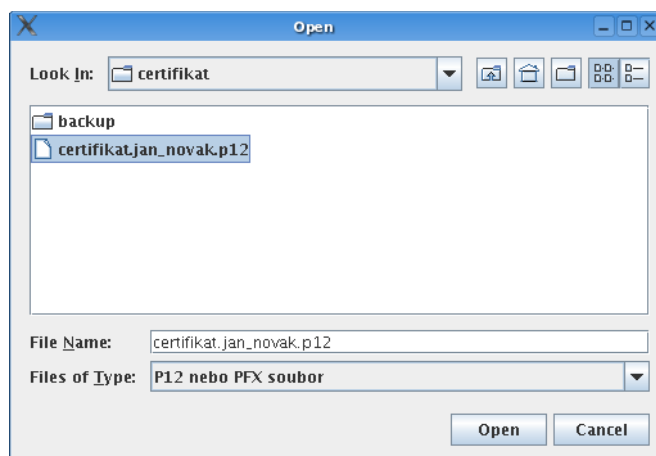 Open
Look In: certifikat
backup
certifikat.jan_novak.p12
File Name: certifikat.jan_novak.p12
Files of Type: P12 nebo PFX soubor
Open Cancel